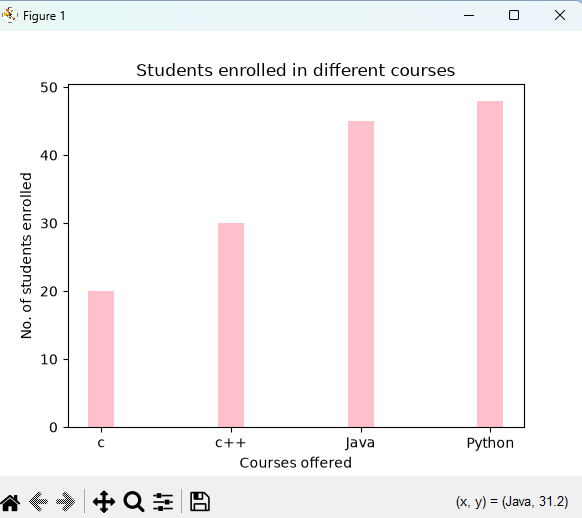 Figure 1
Students enrolled in different courses
50
40
30
20
10
0
No. of students enrolled
c c++ Java Python
Courses offered
(x, y) = (Java, 31.2)